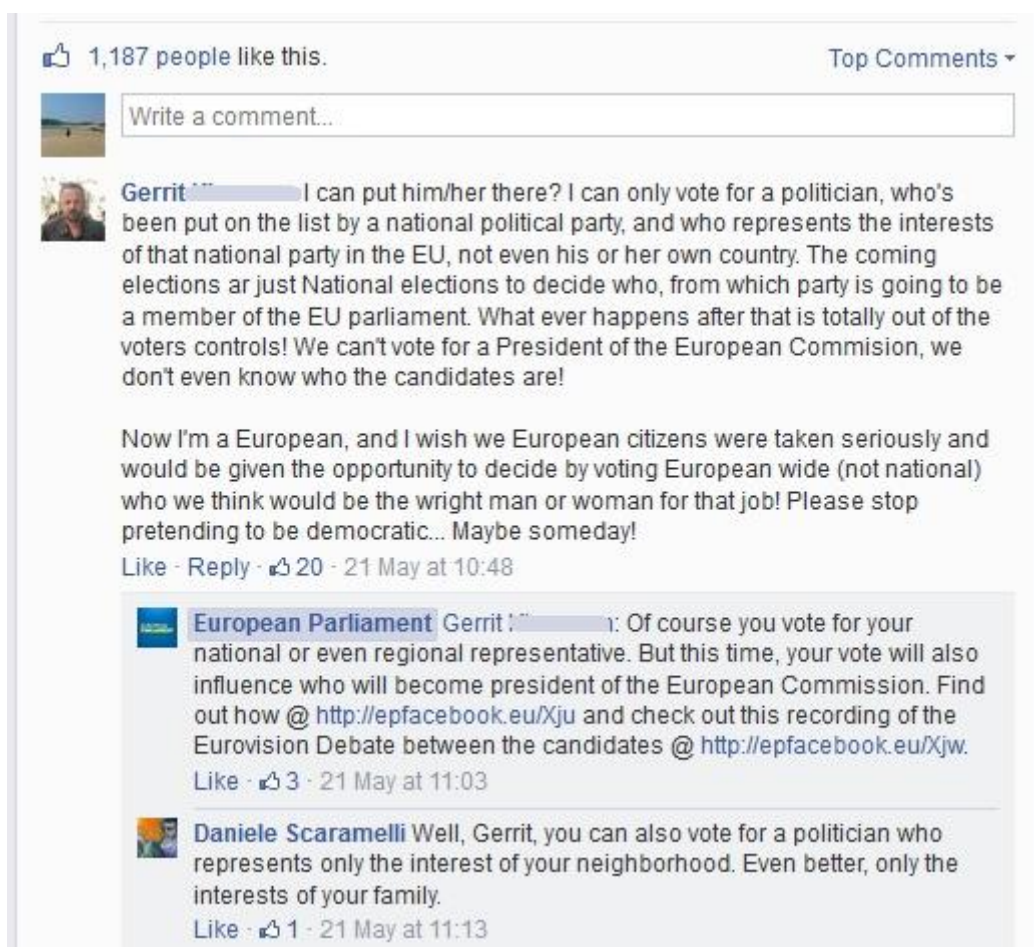 1,187 people like this.
Top Comments
Write a comment...
Gerrit I can put him/her there? I can only vote for a politician, who's
been put on the list by a national political party, and who represents the interests
of that national party in the EU, not even his or her own country. The coming
elections ar just National elections to decide who, from which party is going to be
a member of the EU parliament. What ever happens after that is totally out of the
voters controls! We can't vote for a President of the European Commision, we
don't even know who the candidates are!
Now I'm a European, and I wish we European citizens were taken seriously and
would be given the opportunity to decide by voting European wide (not national)
who we think would be the wright man or woman for that job! Please stop
pretending to be democratic... Maybe someday!
Like · Reply · 20 · 21 May at 10:48
European Parliament Gerrit : Of course you vote for your
national or even regional representative. But this time, your vote will also
influence who will become president of the European Commission. Find
out how @ http://epfacebook.eu/Xju and check out this recording of the
Eurovision Debate between the candidates @ http://epfacebook.eu/Xjw.
Like · 3 · 21 May at 11:03
Daniele Scaramelli Well, Gerrit, you can also vote for a politician who
represents only the interest of your neighborhood. Even better, only the
interests of your family.
Like · 1 · 21 May at 11:13